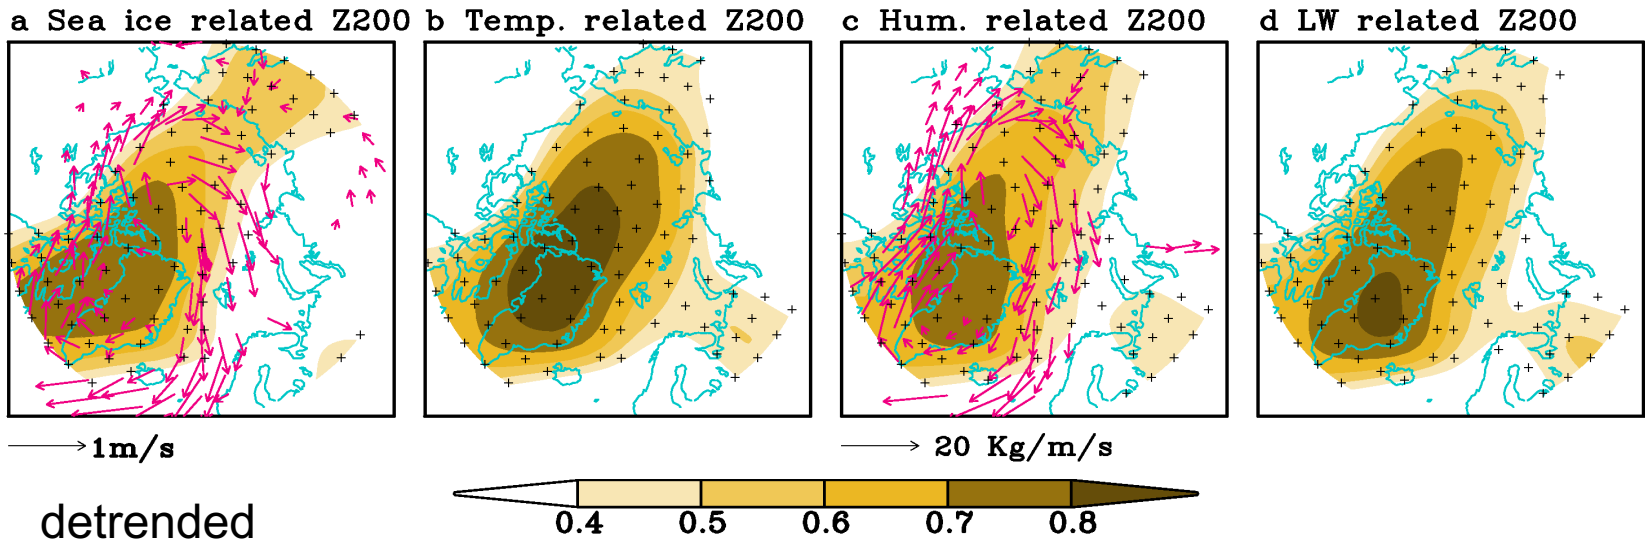 a Sea ice related Z200
b Temp. related Z200
c Hum. related Z200
d LW related Z200
1m/s
20 Kg/m/s
0.4 0.5 0.6 0.7 0.8
detrended